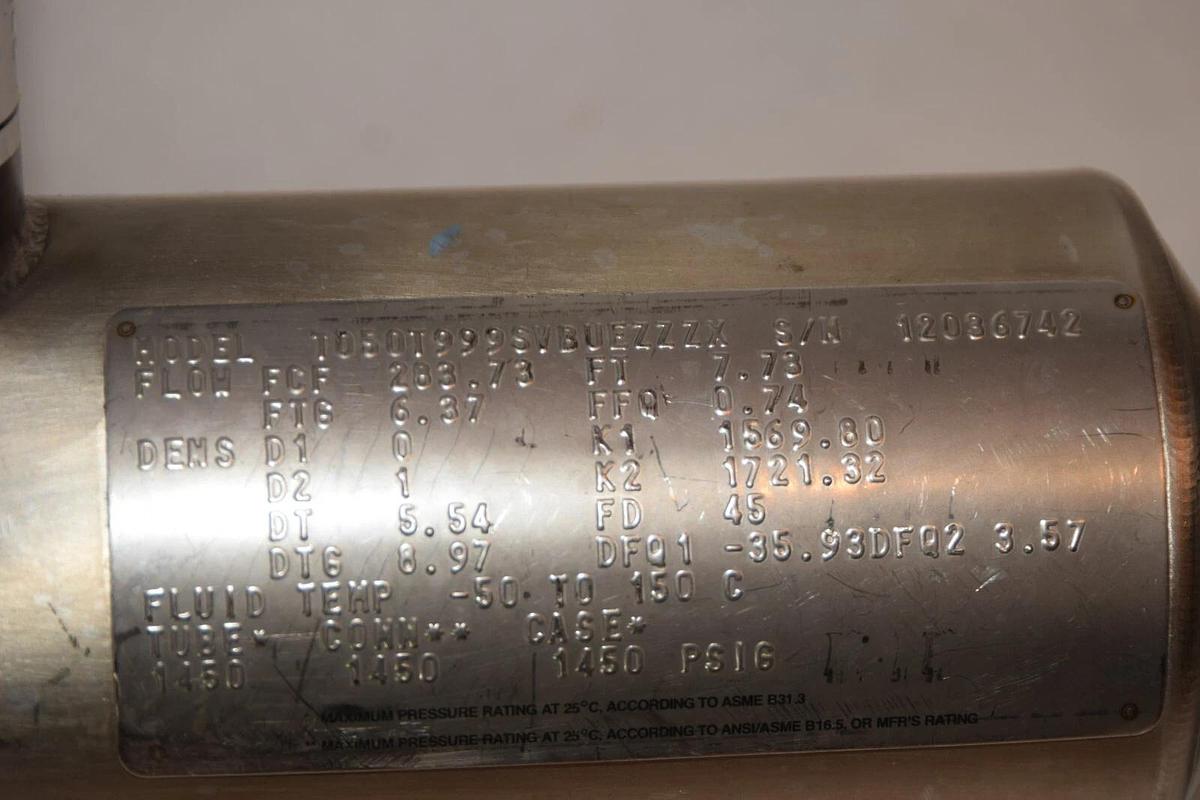 MODEL T050T999SVBUEZZZX S/N 12036742
FLOW FCF 283.73 FT 7.73
FTG 6.37 FFQ 0.74
DENS D1 0 K1 1569.80
D2 1 K2 1721.32
DT 5.54 FD 45
DTG 8.97 DFQ1 -35.93DFQ2 3.57
FLUID TEMP -50 TO 150 C
TUBE* CONN** CASE*
1450 1450 1450 PSIG
* MAXIMUM PRESSURE RATING AT 25°C, ACCORDING TO ASME B31.3
** MAXIMUM PRESSURE RATING AT 25°C, ACCORDING TO ANSI/ASME B16.5, OR MFR'S RATING